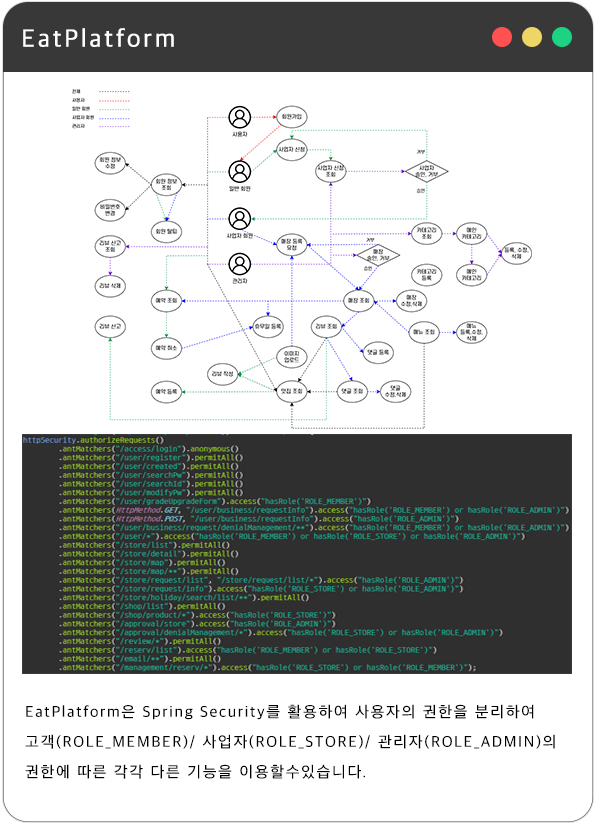 EatPlatform
전체
사용자
일반 회원
사업자 회원
관리자
사용자
회원가입
사업자 신청
거부
일반 회원
사업자 신청
조회
사업자
승인, 거부
승인
회원 정보
수정
회원 정보
조회
비밀번호
변경
회원 탈퇴
사업자 회원
매장 등록
요청
거부
매장
승인, 거부
승인
카테고리
조회
메인
카테고리
등록, 수정,
삭제
카테고리
등록
메인
카테고리
리뷰 신고
조회
관리자
리뷰 삭제
예약 조회
매장 조회
매장
수정,삭제
리뷰 신고
휴무일 등록
리뷰 조회
메뉴 조회
메뉴
등록,수정,
삭제
예약 취소
이미지
업로드
댓글 등록
리뷰 작성
예약 등록
맛집 조회
댓글 조회
댓글
수정,삭제
httpSecurity.authorizeRequests()
.antMatchers("/access/login").anonymous()
.antMatchers("/user/register").permitAll()
.antMatchers("/user/created").permitAll()
.antMatchers("/user/searchPw").permitAll()
.antMatchers("/user/searchId").permitAll()
.antMatchers("/user/modifyPw").permitAll()
.antMatchers("/user/gradeUpgradeForm").access("hasRole('ROLE_MEMBER')")
.antMatchers(HttpMethod.GET, "/user/business/requestInfo").access("hasRole('ROLE_MEMBER') or hasRole('ROLE_ADMIN')")
.antMatchers(HttpMethod.POST, "/user/business/requestInfo").access("hasRole('ROLE_ADMIN')")
.antMatchers("/user/business/request/denialManagement/**").access("hasRole('ROLE_MEMBER') or hasRole('ROLE_ADMIN')")
.antMatchers("/user/*").access("hasRole('ROLE_MEMBER') or hasRole('ROLE_STORE') or hasRole('ROLE_ADMIN')")
.antMatchers("/store/list").permitAll()
.antMatchers("/store/detail").permitAll()
.antMatchers("/store/map").permitAll()
.antMatchers("/store/map/**").permitAll()
.antMatchers("/store/request/list", "/store/request/list/*").access("hasRole('ROLE_ADMIN')")
.antMatchers("/store/request/info").access("hasRole('ROLE_STORE') or hasRole('ROLE_ADMIN')")
.antMatchers("/store/holiday/search/list/**").permitAll()
.antMatchers("/shop/list").permitAll()
.antMatchers("/shop/product/*").access("hasRole('ROLE_STORE')")
.antMatchers("/approval/store").access("hasRole('ROLE_ADMIN')")
.antMatchers("/approval/denialManagement/*").access("hasRole('ROLE_STORE') or hasRole('ROLE_ADMIN')")
.antMatchers("/review/*").permitAll()
.antMatchers("/reserv/list").access("hasRole('ROLE_MEMBER') or hasRole('ROLE_STORE')")
.antMatchers("/email/**").permitAll()
.antMatchers("/management/reserv/*").access("hasRole('ROLE_STORE') or hasRole('ROLE_MEMBER')");
EatPlatform은 Spring Security를 활용하여 사용자의 권한을 분리하여
고객(ROLE_MEMBER)/ 사업자(ROLE_STORE)/ 관리자(ROLE_ADMIN)의
권한에 따른 각각 다른 기능을 이용할수있습니다.